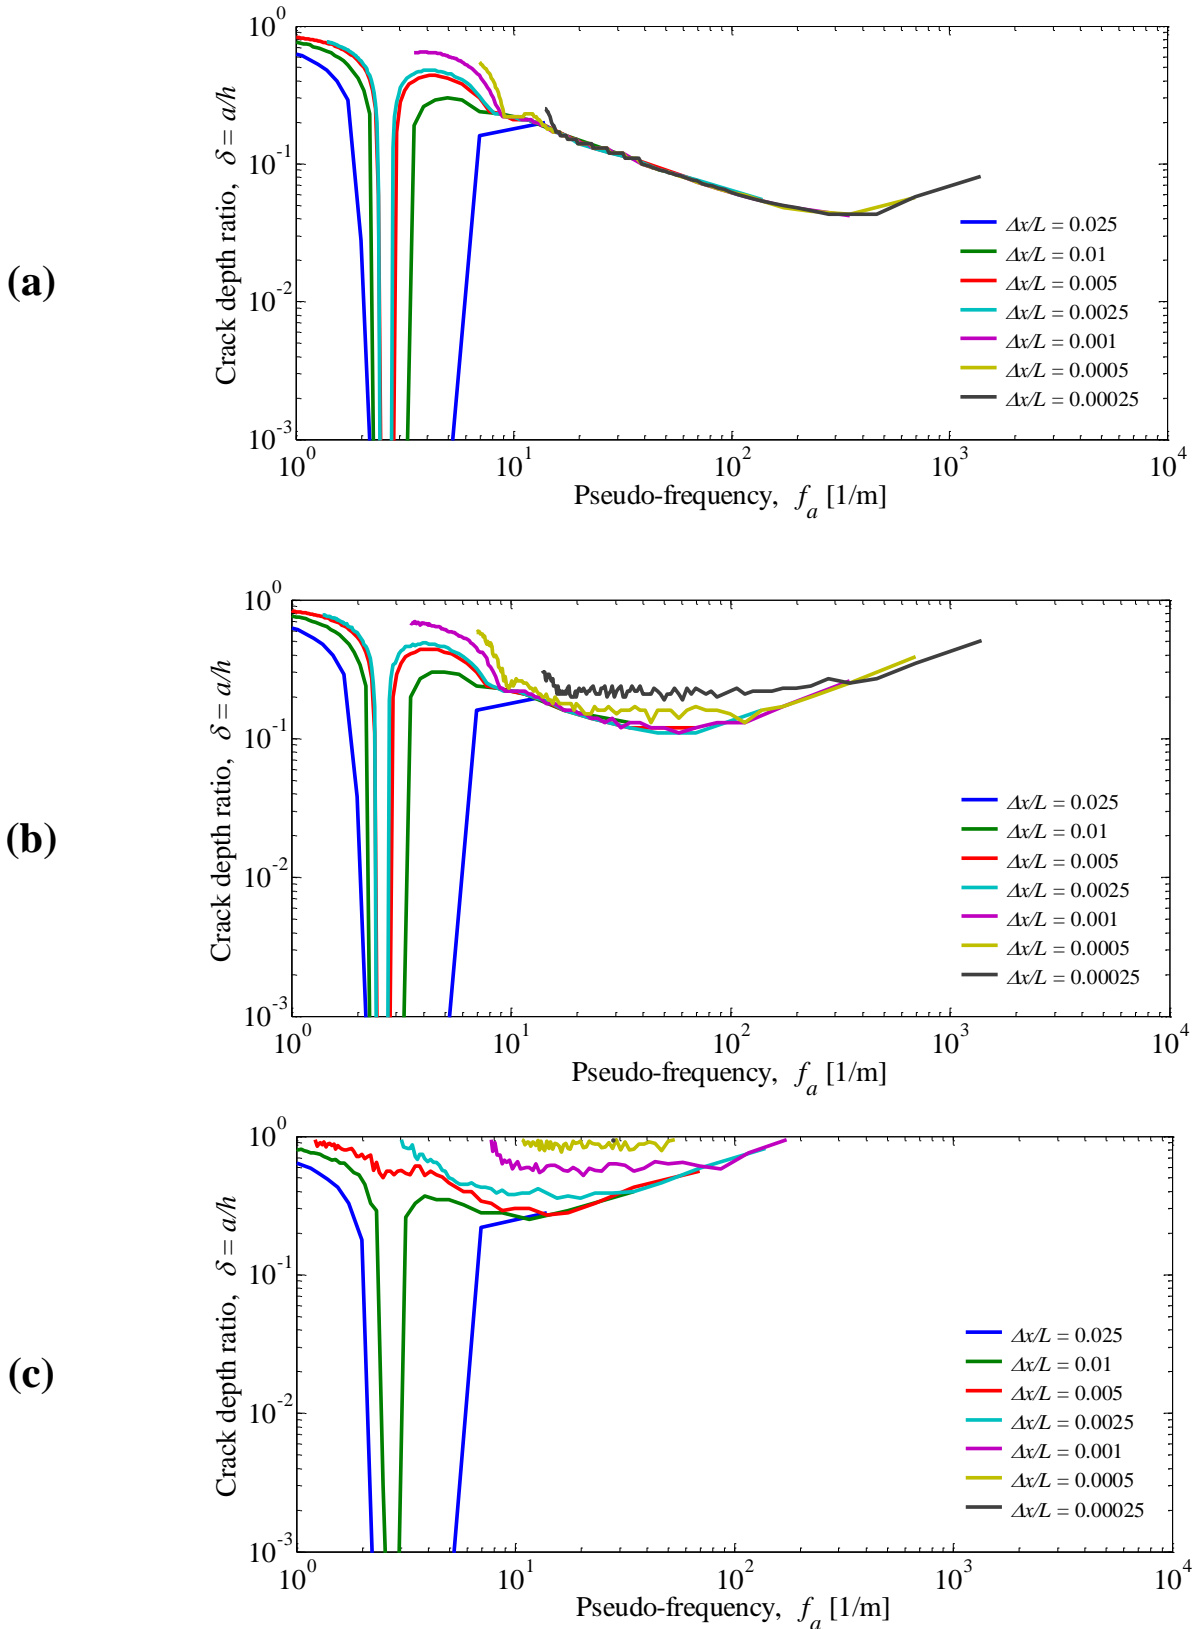 (a)
Crack depth ratio, δ = a/h
10^0
10^-1
10^-2
10^-3
Δx/L = 0.025
Δx/L = 0.01
Δx/L = 0.005
Δx/L = 0.0025
Δx/L = 0.001
Δx/L = 0.0005
Δx/L = 0.00025
10^0 10^1 10^2 10^3 10^4
Pseudo-frequency, f_a [1/m]
(b)
Crack depth ratio, δ = a/h
10^0
10^-1
10^-2
10^-3
Δx/L = 0.025
Δx/L = 0.01
Δx/L = 0.005
Δx/L = 0.0025
Δx/L = 0.001
Δx/L = 0.0005
Δx/L = 0.00025
10^0 10^1 10^2 10^3 10^4
Pseudo-frequency, f_a [1/m]
(c)
Crack depth ratio, δ = a/h
10^0
10^-1
10^-2
10^-3
Δx/L = 0.025
Δx/L = 0.01
Δx/L = 0.005
Δx/L = 0.0025
Δx/L = 0.001
Δx/L = 0.0005
Δx/L = 0.00025
10^0 10^1 10^2 10^3 10^4
Pseudo-frequency, f_a [1/m]